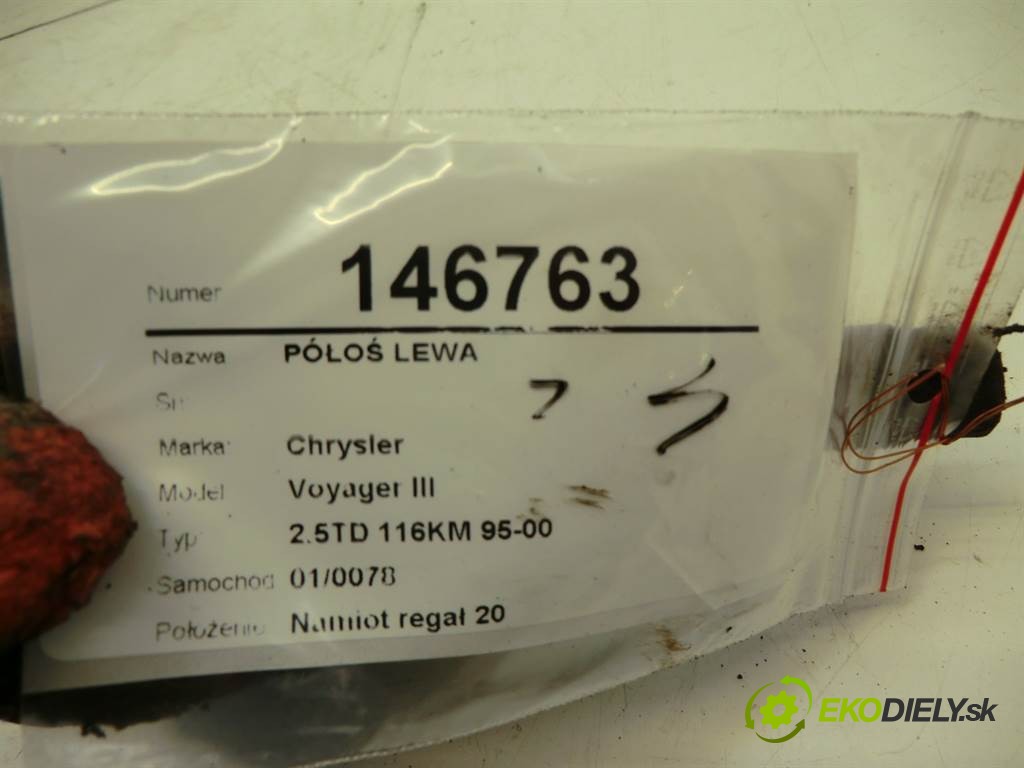 Numer 146763
Nazwa PÓŁOŚ LEWA
Marka Chrysler
Model Voyager III
Typ 2.5TD 116KM 95-00
Samochód 01/0078
Położenie Namiot regał 20
EKODIELY.sk